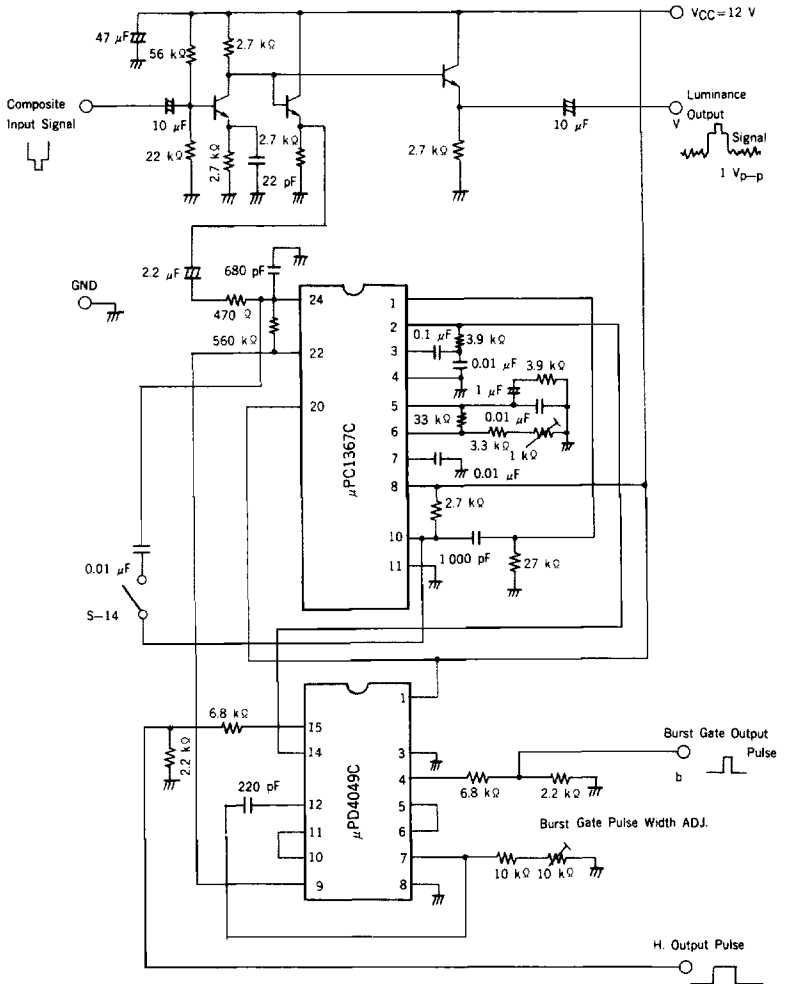 VCC=12 V
47 μF
56 kΩ
2.7 kΩ
Composite
Input Signal
10 μF
22 kΩ
2.7 kΩ
2.7 kΩ
22 pF
2.7 kΩ
10 μF
Luminance
Output
V
Signal
1 Vp–p
2.2 μF
680 pF
GND
470 Ω
560 kΩ
24
22
20
μPC1367C
1
2
3
4
5
6
7
8
10
11
0.1 μF
3.9 kΩ
0.01 μF
3.9 kΩ
1 μF
33 kΩ
0.01 μF
3.3 kΩ
1 kΩ
0.01 μF
2.7 kΩ
1000 pF
27 kΩ
0.01 μF
S–14
6.8 kΩ
2.2 kΩ
220 pF
15
14
12
11
10
9
μPD4049C
1
3
4
5
6
7
8
Burst Gate Output
Pulse
b
6.8 kΩ
2.2 kΩ
Burst Gate Pulse Width ADJ.
10 kΩ
10 kΩ
H. Output Pulse